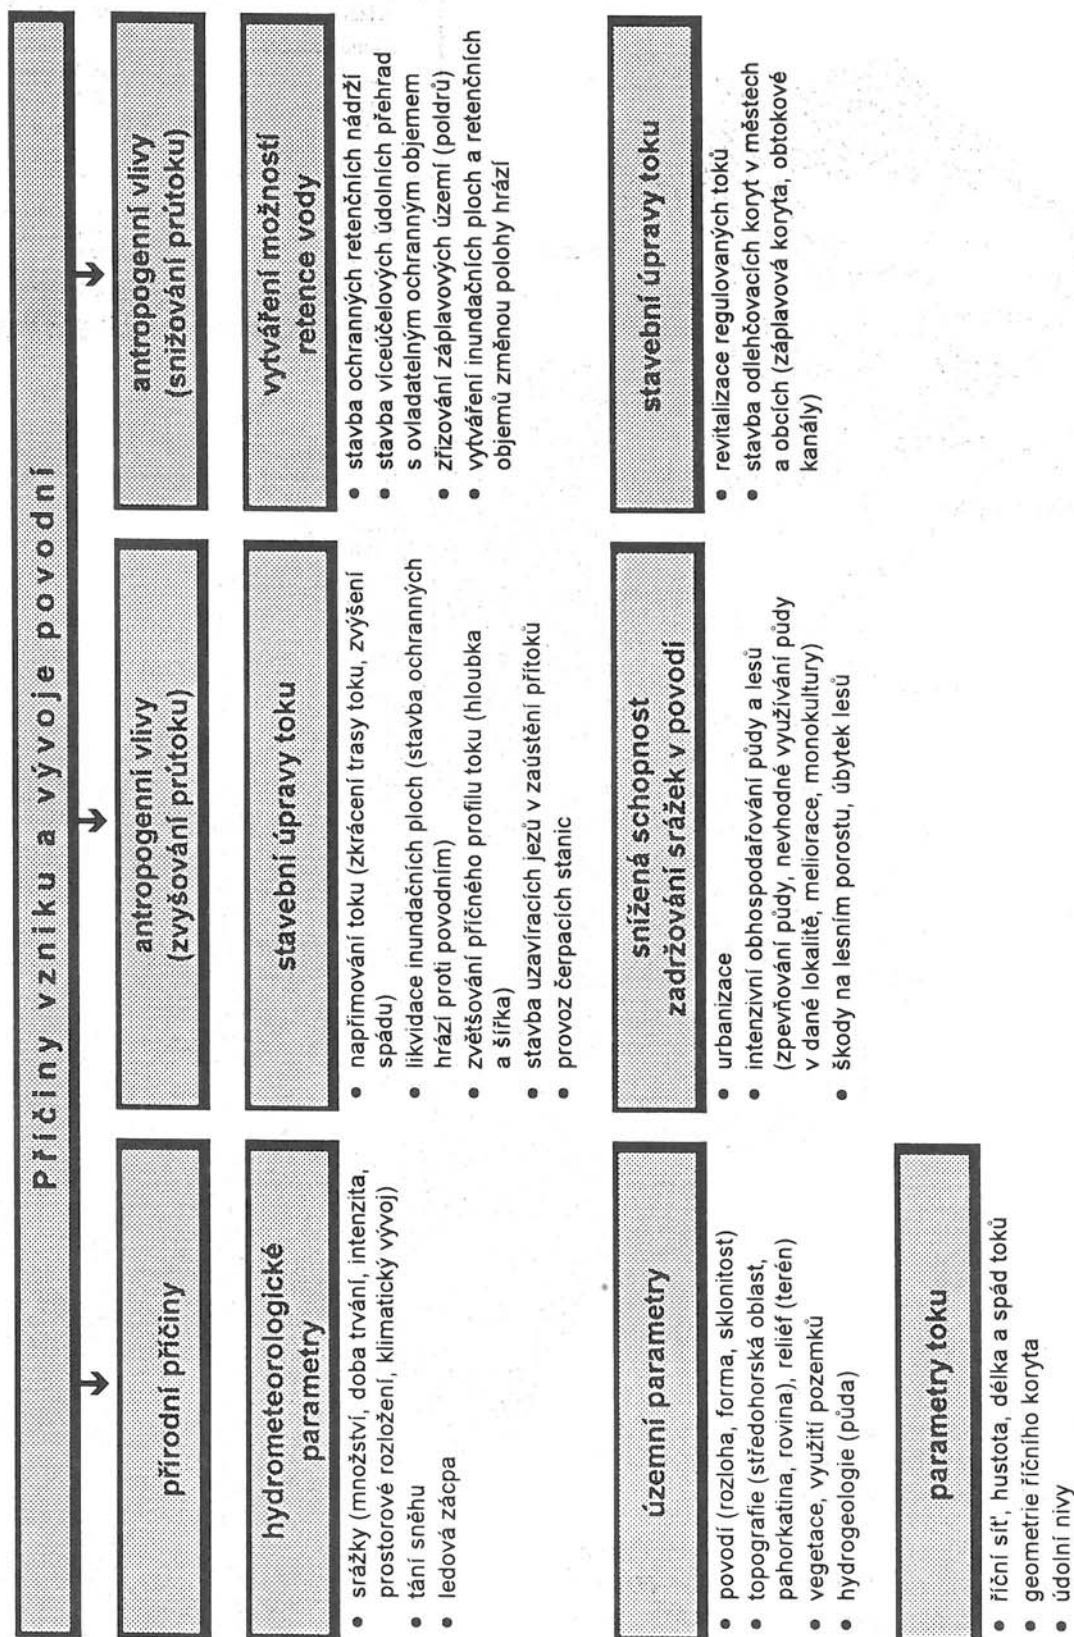 Příčiny vzniku a vývoje povodní
přírodní příčiny
hydrometeorologické
parametry
• srážky (množství, doba trvání, intenzita,
prostorové rozložení, klimatický vývoj)
• tání sněhu
• ledová zácpa
územní parametry
• povodí (rozloha, forma, sklonitost)
• topografie (středohorská oblast,
pahorkatina, rovina), reliéf (terén)
• vegetace, využití pozemků
• hydrogeologie (půda)
parametry toku
• říční síť, hustota, délka a spád toků
• geometrie říčního koryta
• údolní nivy
antropogenní vlivy
(zvyšování průtoku)
stavební úpravy toku
• napřimování toku (zkrácení trasy toku, zvýšení
spádu)
• likvidace inundačních ploch (stavba ochranných
hrází proti povodním)
• zvětšování příčného profilu toku (hloubka
a šířka)
• stavba uzavíracích jezů v zaústění přítoků
• provoz čerpacích stanic
snížená schopnost
zadržování srážek v povodí
• urbanizace
• intenzivní obhospodařování půdy a lesů
(zpevňování půdy, nevhodné využívání půdy
v dané lokalitě, meliorace, monokultury)
• škody na lesním porostu, úbytek lesů
antropogenní vlivy
(snižování průtoku)
vytváření možností
retence vody
• stavba ochranných retenčních nádrží
• stavba víceúčelových údolních přehrad
s ovladatelným ochranným objemem
• zřizování záplavových území (poldrů)
• vytváření inundačních ploch a retenčních
objemů změnou polohy hrází
stavební úpravy toku
• revitalizace regulovaných toků
• stavba odlehčovacích koryt v městech
a obcích (záplavová koryta, obtokové
kanály)